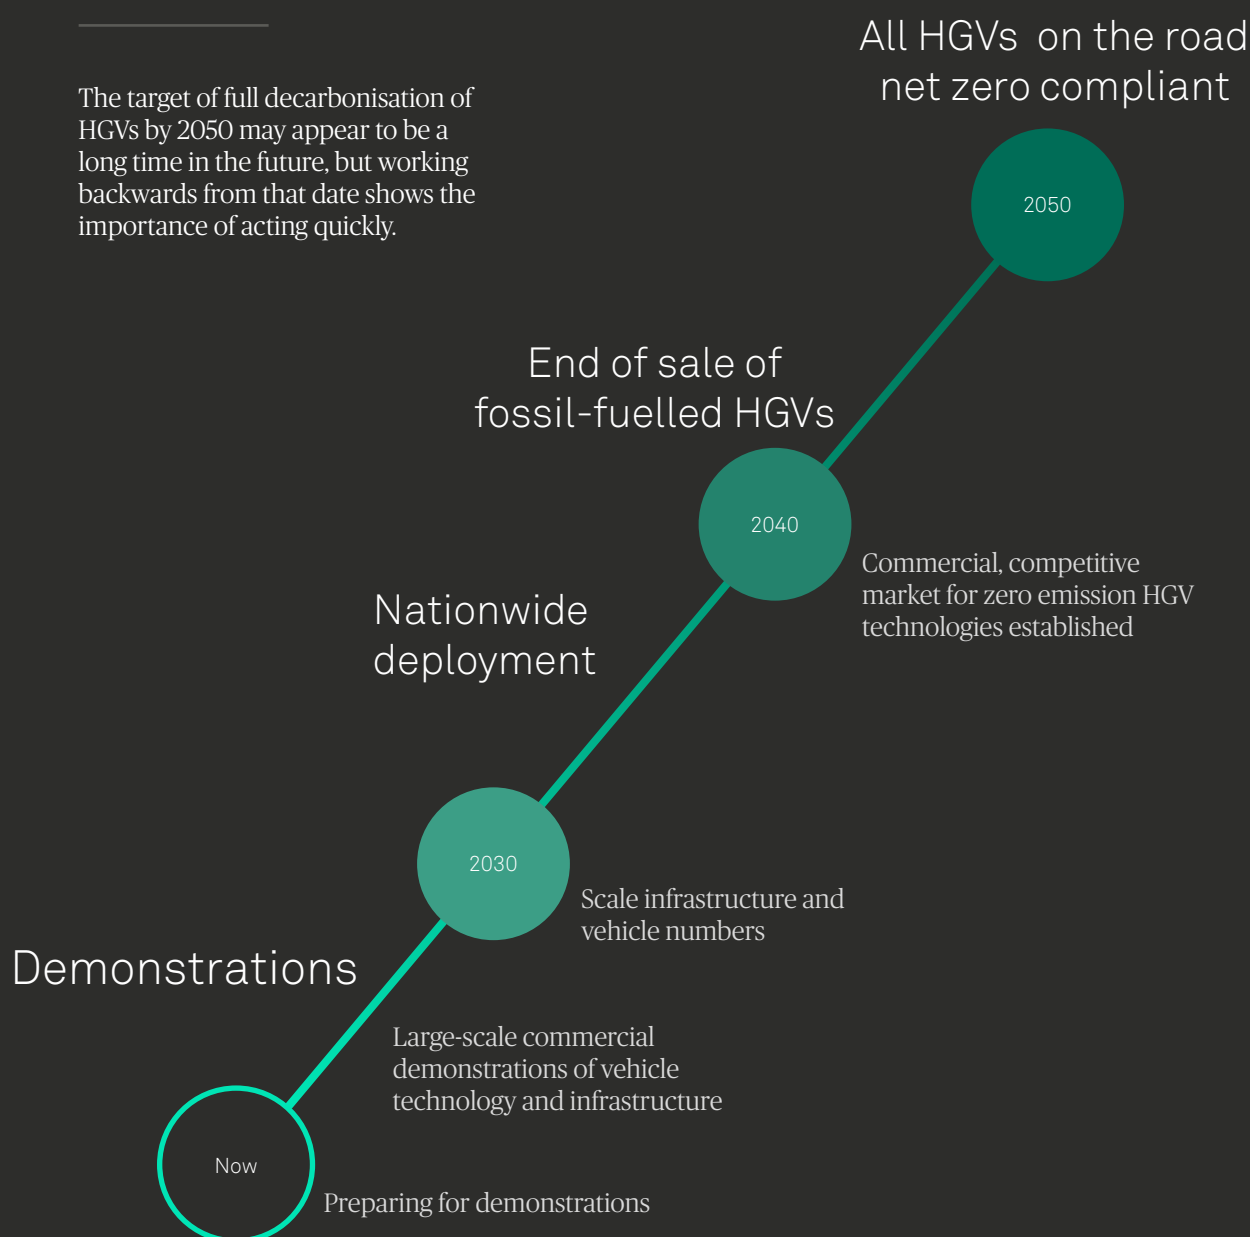 The target of full decarbonisation of
HGVs by 2050 may appear to be a
long time in the future, but working
backwards from that date shows the
importance of acting quickly.
All HGVs on the road
net zero compliant
2050
End of sale of
fossil-fuelled HGVs
2040
Commercial, competitive
market for zero emission HGV
technologies established
Nationwide
deployment
2030
Scale infrastructure and
vehicle numbers
Demonstrations
Large-scale commercial
demonstrations of vehicle
technology and infrastructure
Now
Preparing for demonstrations